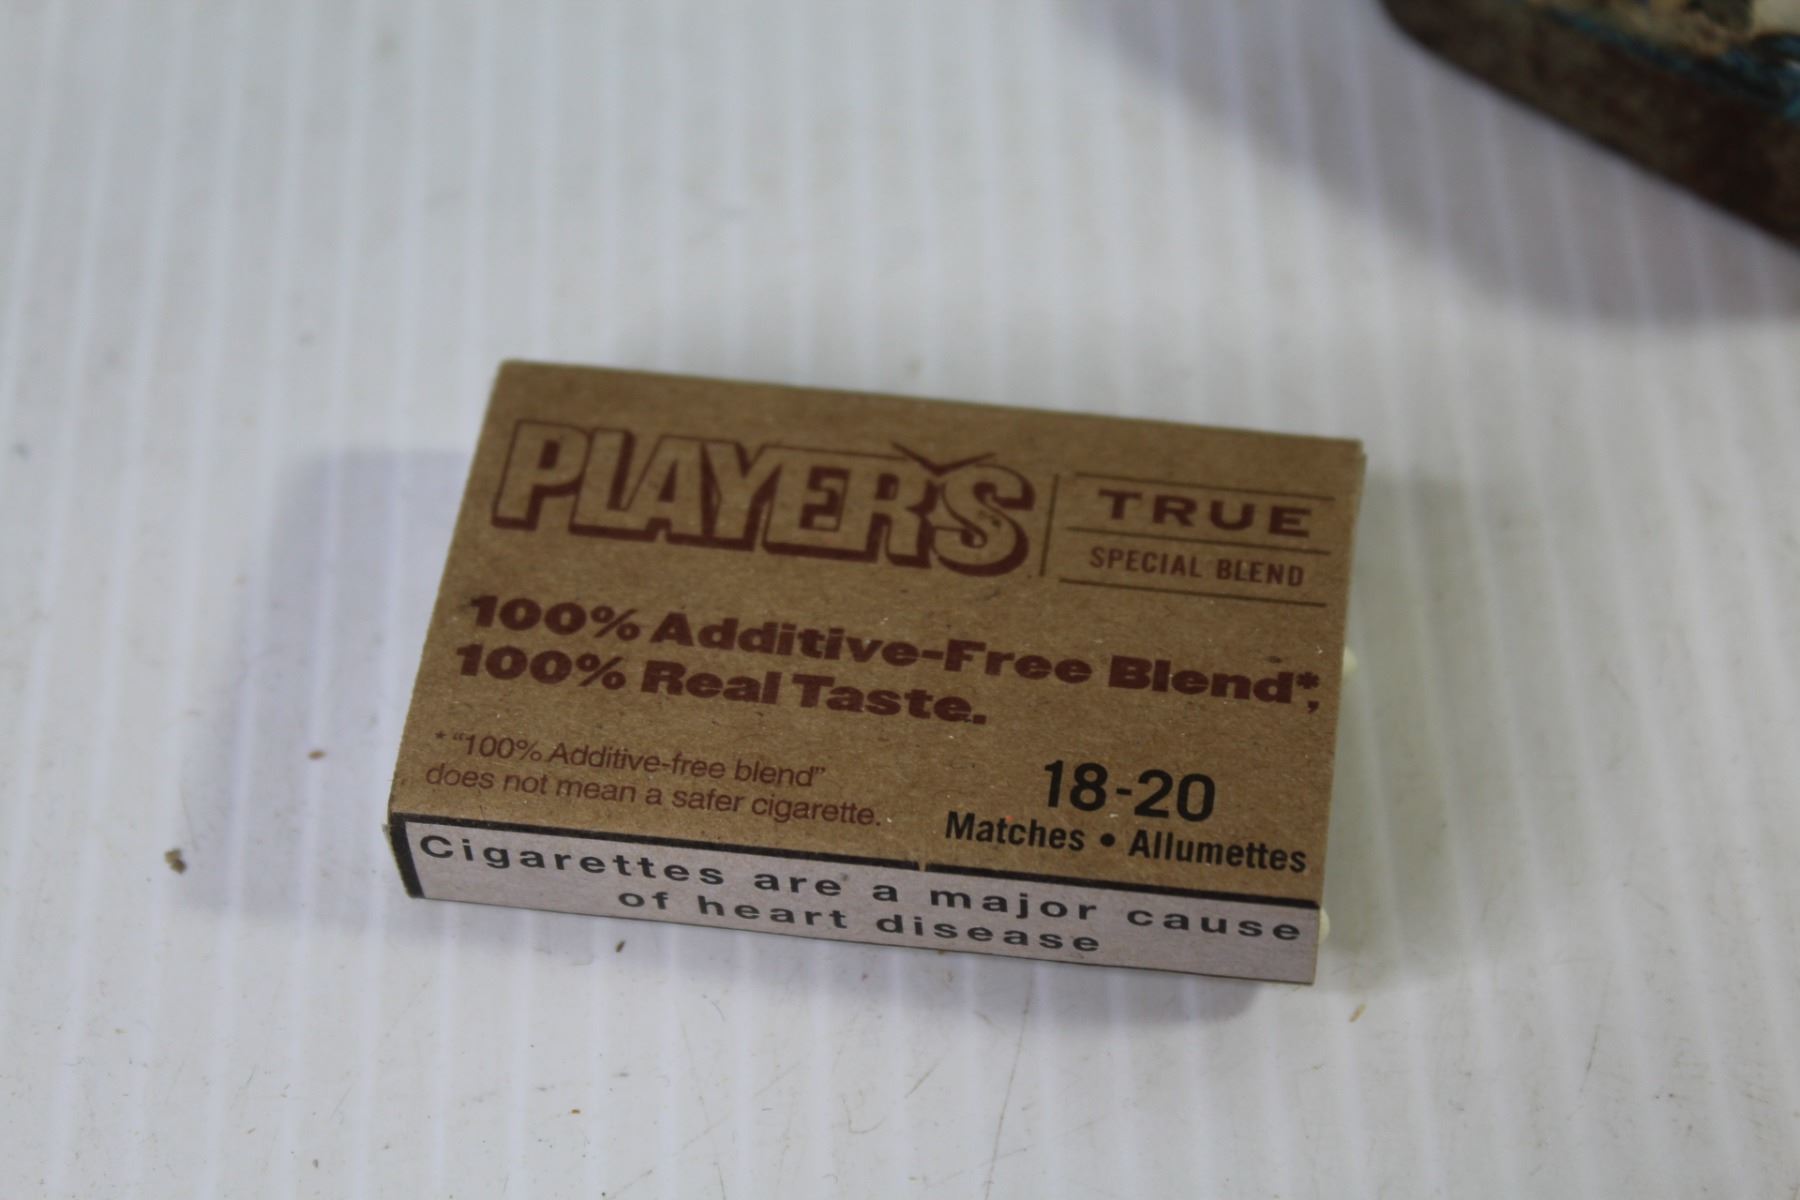 PLAYER'S
TRUE
SPECIAL BLEND
100% Additive-Free Blend*,
100% Real Taste.
* "100% Additive-free blend"
does not mean a safer cigarette.
18-20
Matches • Allumettes
Cigarettes are a major cause
of heart disease